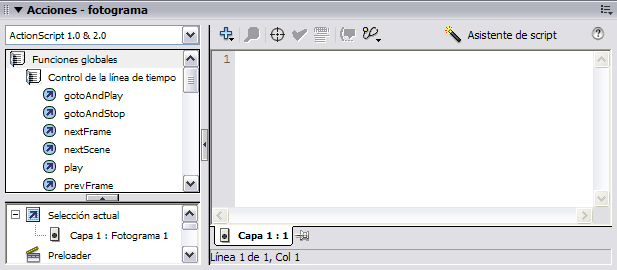 Acciones - fotograma
ActionScript 1.0 & 2.0
Asistente de script
?
Funciones globales
Control de la línea de tiempo
gotoAndPlay
gotoAndStop
nextFrame
nextScene
play
prevFrame
1
Selección actual
Capa 1 : Fotograma 1
Preloader
Capa 1 : 1
Línea 1 de 1, Col 1